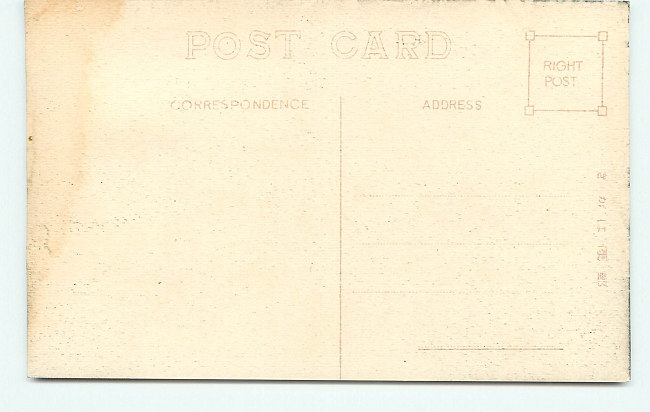 POST CARD
RIGHT
POST
CORRESPONDENCE
ADDRESS